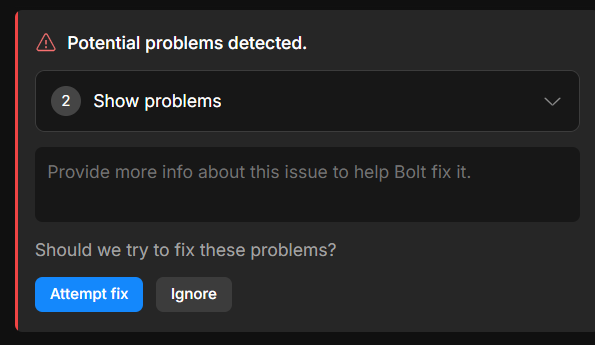 Potential problems detected.
2 Show problems
Provide more info about this issue to help Bolt fix it.
Should we try to fix these problems?
Attempt fix Ignore